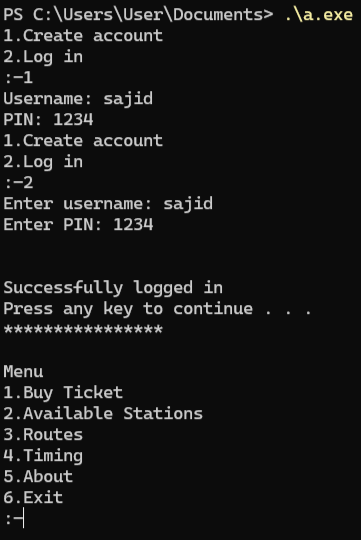 PS C:\Users\User\Documents> .\a.exe
1.Create account
2.Log in
:-1
Username: sajid
PIN: 1234
1.Create account
2.Log in
:-2
Enter username: sajid
Enter PIN: 1234
Successfully logged in
Press any key to continue . . .
****************
Menu
1.Buy Ticket
2.Available Stations
3.Routes
4.Timing
5.About
6.Exit
:-